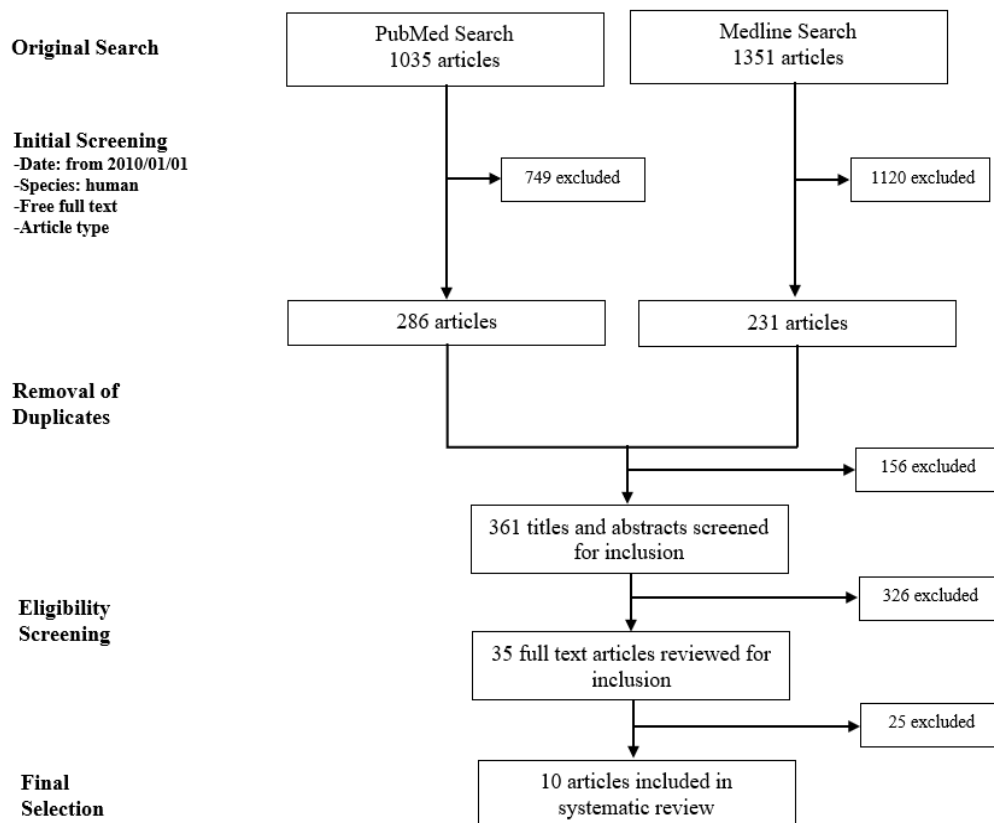 Original Search
PubMed Search
1035 articles
Medline Search
1351 articles
Initial Screening
-Date: from 2010/01/01
-Species: human
-Free full text
-Article type
749 excluded
1120 excluded
286 articles
231 articles
Removal of
Duplicates
156 excluded
361 titles and abstracts screened
for inclusion
Eligibility
Screening
326 excluded
35 full text articles reviewed for
inclusion
25 excluded
Final
Selection
10 articles included in
systematic review